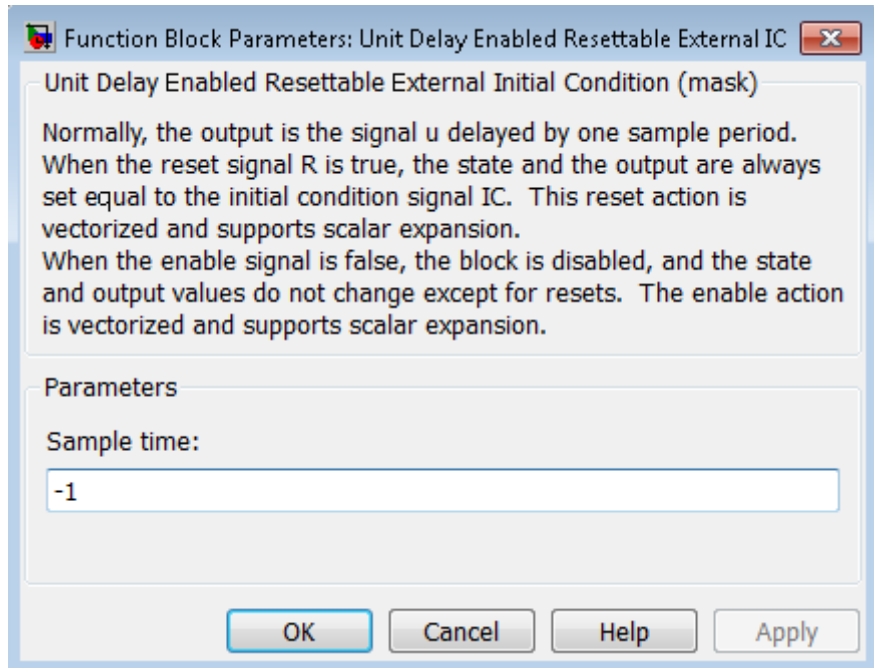 Function Block Parameters: Unit Delay Enabled Resettable External IC
Unit Delay Enabled Resettable External Initial Condition (mask)
Normally, the output is the signal u delayed by one sample period.
When the reset signal R is true, the state and the output are always
set equal to the initial condition signal IC.  This reset action is
vectorized and supports scalar expansion.
When the enable signal is false, the block is disabled, and the state
and output values do not change except for resets.  The enable action
is vectorized and supports scalar expansion.
Parameters
Sample time:
-1
OK Cancel Help Apply